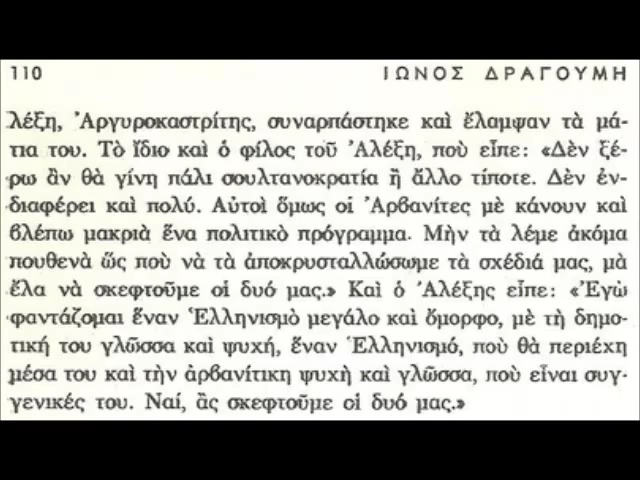 110 ΙΩΝΟΣ ΔΡΑΓΟΥΜΗ
λέξη, Ἀργυροκαστρίτης, συναρπάστηκε καὶ ἔλαμψαν τὰ μά-
τια του. Τὸ ἴδιο καὶ ὁ φίλος τοῦ Ἀλέξη, ποὺ εἶπε: «Δὲν ξέ-
ρω ἂν θὰ γίνη πάλι σουλτανοκρατία ἢ ἄλλο τίποτε. Δὲν ἐν-
διαφέρει καὶ πολύ. Αὐτοὶ ὅμως οἱ Ἀρβανίτες μὲ κάνουν καὶ
βλέπω μακριὰ ἕνα πολιτικὸ πρόγραμμα. Μὴν τὰ λέμε ἀκόμα
πουθενὰ ὣς ποὺ νὰ τὰ ἀποκρυσταλλώσωμε τὰ σχέδιά μας, μὰ
ἔλα νὰ σκεφτοῦμε οἱ δυό μας.» Καὶ ὁ Ἀλέξης εἶπε: «Ἐγὼ
φαντάζομαι ἕναν Ἑλληνισμὸ μεγάλο καὶ ὄμορφο, μὲ τὴ δημο-
τική του γλῶσσα καὶ ψυχή, ἕναν Ἑλληνισμό, ποὺ θὰ περιέχη
μέσα του καὶ τὴν ἀρβανίτικη ψυχὴ καὶ γλῶσσα, ποὺ εἶναι συγ-
γενικές του. Ναί, ἂς σκεφτοῦμε οἱ δυό μας.»